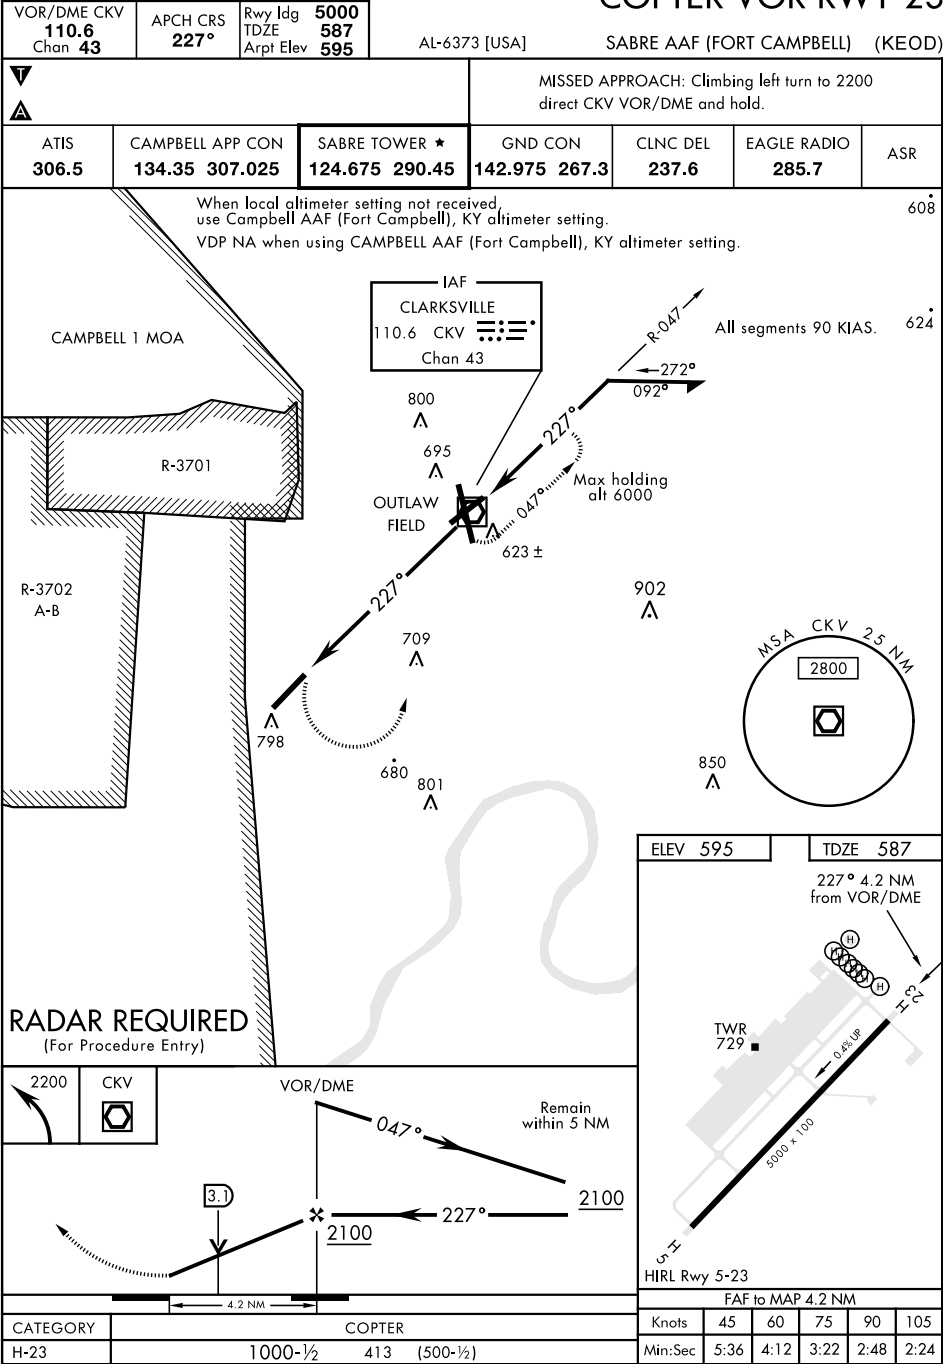 COPTER VOR RWY 23
VOR/DME CKV
110.6
Chan 43
APCH CRS
227°
Rwy ldg 5000
TDZE 587
Arpt Elev 595
AL-6373 [USA]
SABRE AAF (FORT CAMPBELL) (KEOD)
T
A
MISSED APPROACH: Climbing left turn to 2200
direct CKV VOR/DME and hold.
ATIS
306.5
CAMPBELL APP CON
134.35 307.025
SABRE TOWER ★
124.675 290.45
GND CON
142.975 267.3
CLNC DEL
237.6
EAGLE RADIO
285.7
ASR
When local altimeter setting not received,
use Campbell AAF (Fort Campbell), KY altimeter setting.
VDP NA when using CAMPBELL AAF (Fort Campbell), KY altimeter setting.
608
IAF
CLARKSVILLE
110.6 CKV
Chan 43
R-047
All segments 90 KIAS.
624
CAMPBELL 1 MOA
272°
092°
800
227°
695
R-3701
Max holding
alt 6000
OUTLAW
FIELD
047°
623 ±
R-3702
A-B
227°
902
709
MSA CKV 25 NM
2800
798
680
801
850
ELEV 595
TDZE 587
227° 4.2 NM
from VOR/DME
H
H
H
H
23
H
TWR
729
0.4% UP
5000 x 100
H
5
HIRL Rwy 5-23
RADAR REQUIRED
(For Procedure Entry)
2200
CKV
VOR/DME
047°
Remain
within 5 NM
2100
3.1
227°
2100
4.2 NM
FAF to MAP 4.2 NM
CATEGORY
COPTER
Knots 45 60 75 90 105
H-23
1000-½ 413 (500-½)
Min:Sec 5:36 4:12 3:22 2:48 2:24